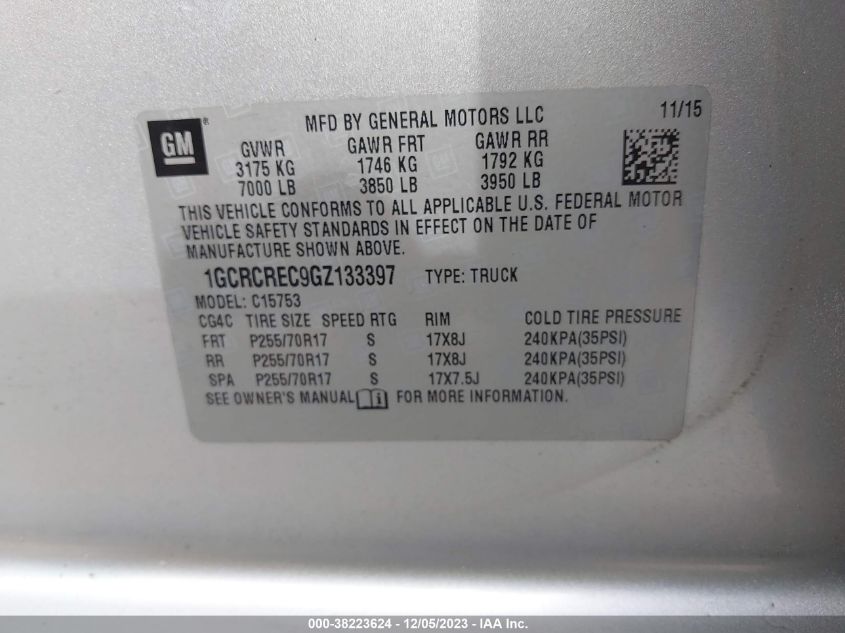 GM ® MFD BY GENERAL MOTORS LLC 11/15
GVWR GAWR FRT GAWR RR
3175 KG 1746 KG 1792 KG
7000 LB 3850 LB 3950 LB
THIS VEHICLE CONFORMS TO ALL APPLICABLE U.S. FEDERAL MOTOR
VEHICLE SAFETY STANDARDS IN EFFECT ON THE DATE OF
MANUFACTURE SHOWN ABOVE.
1GCRCREC9GZ133397 TYPE: TRUCK
MODEL: C15753
CG4C TIRE SIZE SPEED RTG RIM COLD TIRE PRESSURE
FRT P255/70R17 S 17X8J 240KPA(35PSI)
RR P255/70R17 S 17X8J 240KPA(35PSI)
SPA P255/70R17 S 17X7.5J 240KPA(35PSI)
SEE OWNER'S MANUAL i FOR MORE INFORMATION.
000-38223624 - 12/05/2023 - IAA Inc.